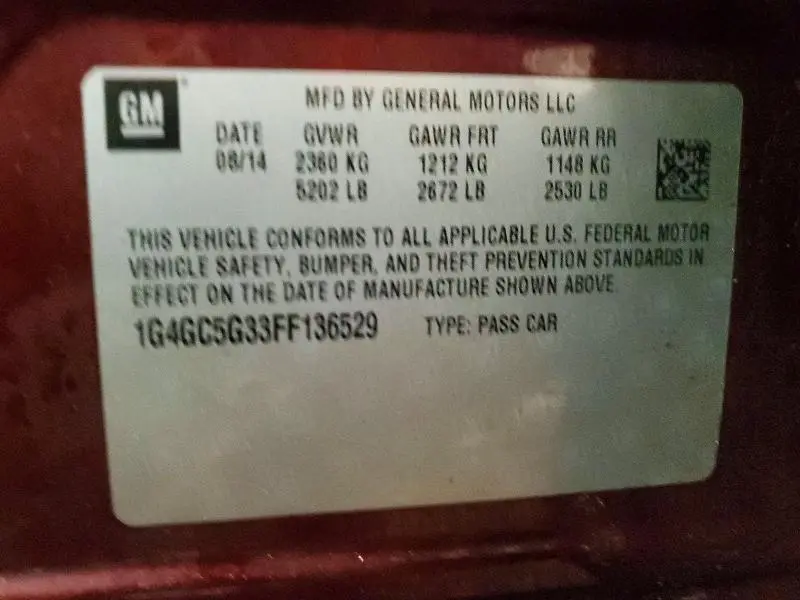 GM
MFD BY GENERAL MOTORS LLC
DATE GVWR GAWR FRT GAWR RR
08/14 2360 KG 1212 KG 1148 KG
5202 LB 2672 LB 2530 LB
THIS VEHICLE CONFORMS TO ALL APPLICABLE U.S. FEDERAL MOTOR
VEHICLE SAFETY, BUMPER, AND THEFT PREVENTION STANDARDS IN
EFFECT ON THE DATE OF MANUFACTURE SHOWN ABOVE.
1G4GC5G33FF136529 TYPE: PASS CAR